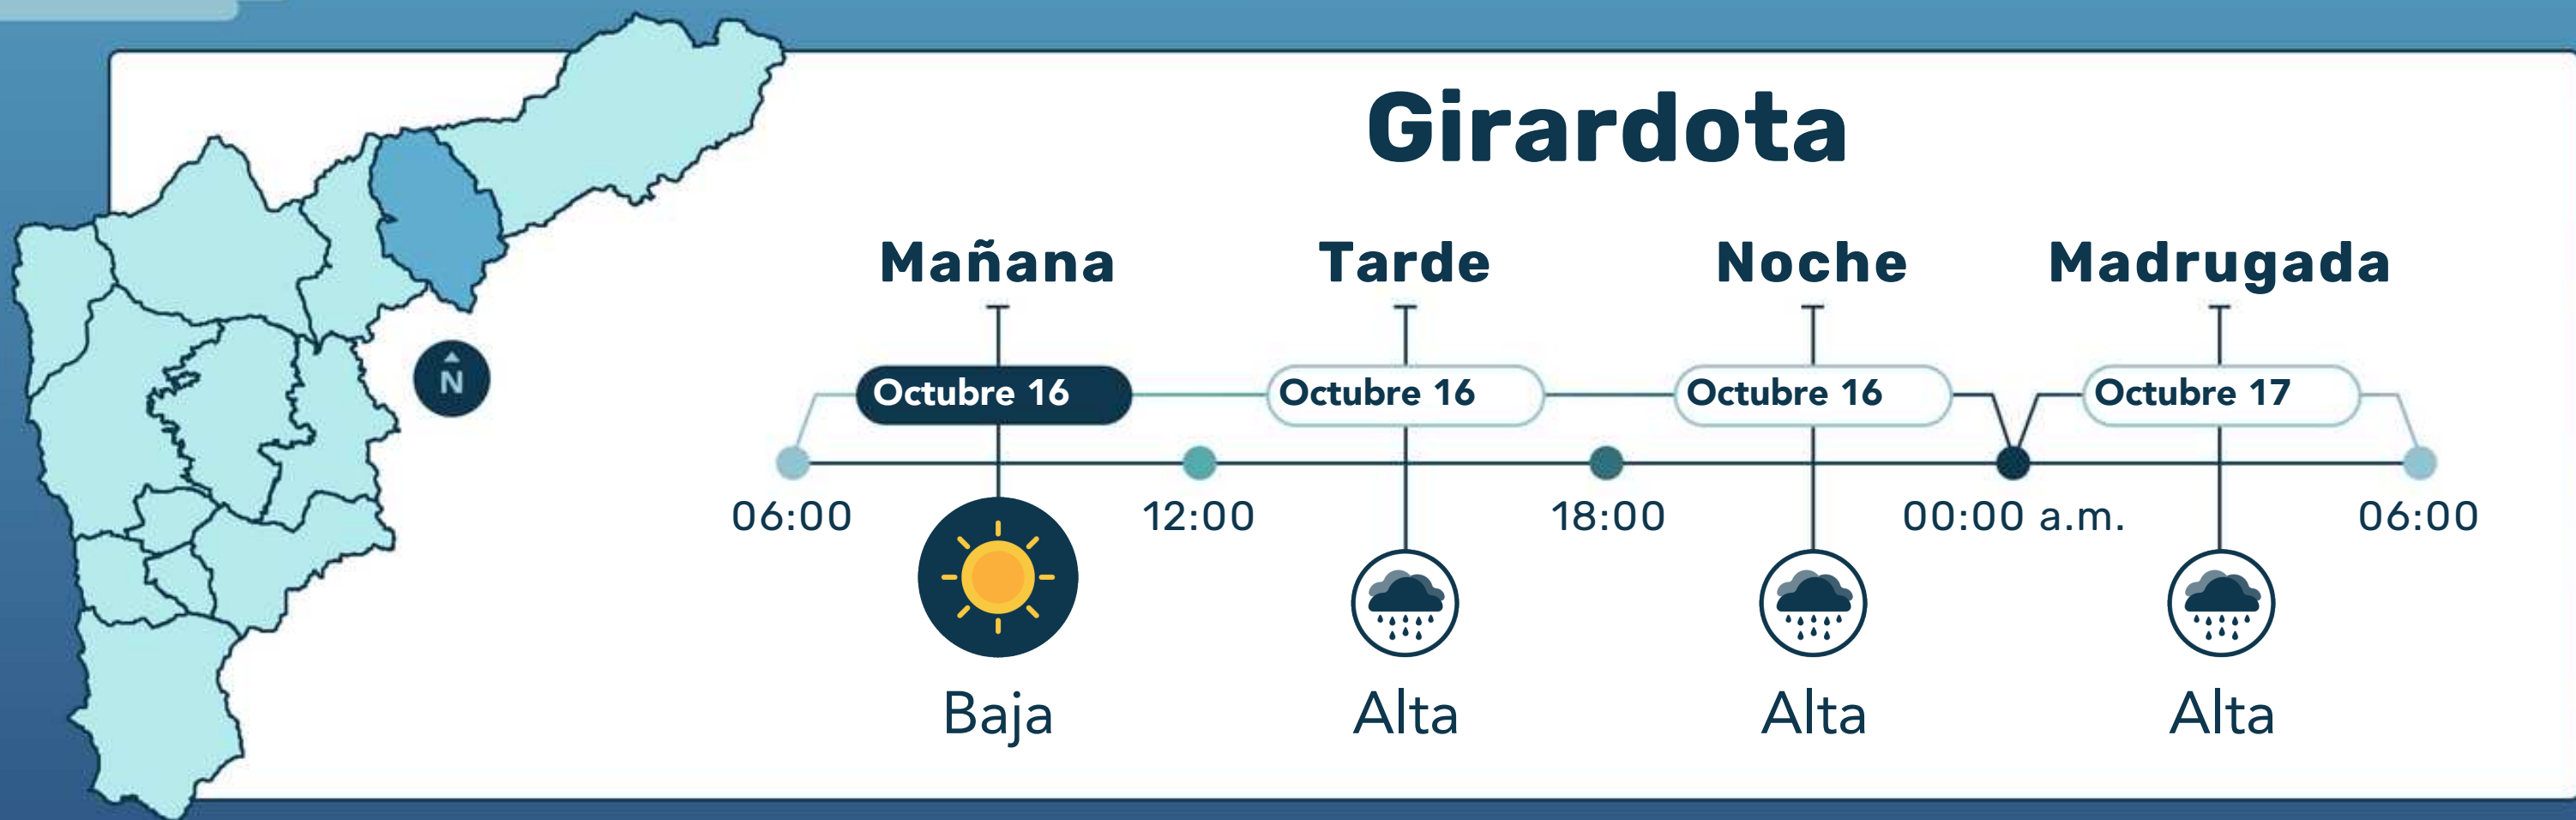 Girardota
Mañana Tarde Noche Madrugada
Octubre 16 Octubre 16 Octubre 16 Octubre 17
06:00 12:00 18:00 00:00 a.m. 06:00
N
Baja Alta Alta Alta